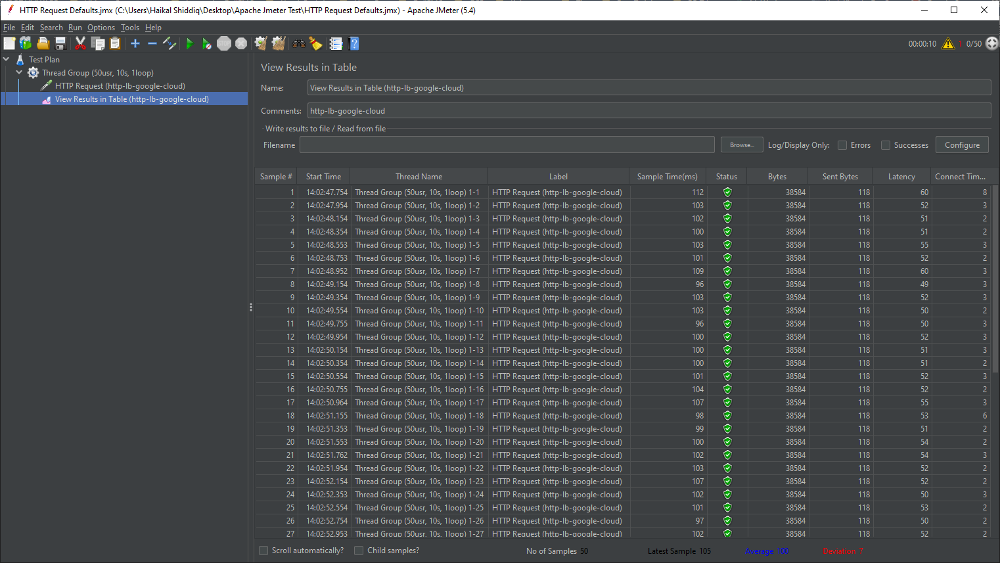 HTTP Request Defaults.jmx (C:\Users\Haikal Shiddiq\Desktop\Apache Jmeter Test\HTTP Request Defaults.jmx) - Apache JMeter (5.4)
File Edit Search Run Options Tools Help
00:00:10 1 0/50
Test Plan
Thread Group (50usr, 10s, 1loop)
HTTP Request (http-lb-google-cloud)
View Results in Table (http-lb-google-cloud)
View Results in Table
Name: View Results in Table (http-lb-google-cloud)
Comments: http-lb-google-cloud
Write results to file / Read from file
Filename Browse... Log/Display Only: Errors Successes Configure
Sample # Start Time Thread Name Label Sample Time(ms) Status Bytes Sent Bytes Latency Connect Tim...
1 14:02:47.754 Thread Group (50usr, 10s, 1loop) 1-1 HTTP Request (http-lb-google-cloud) 112 38584 118 60 8
2 14:02:47.954 Thread Group (50usr, 10s, 1loop) 1-2 HTTP Request (http-lb-google-cloud) 103 38584 118 52 3
3 14:02:48.154 Thread Group (50usr, 10s, 1loop) 1-3 HTTP Request (http-lb-google-cloud) 102 38584 118 51 2
4 14:02:48.354 Thread Group (50usr, 10s, 1loop) 1-4 HTTP Request (http-lb-google-cloud) 100 38584 118 51 2
5 14:02:48.553 Thread Group (50usr, 10s, 1loop) 1-5 HTTP Request (http-lb-google-cloud) 103 38584 118 55 3
6 14:02:48.753 Thread Group (50usr, 10s, 1loop) 1-6 HTTP Request (http-lb-google-cloud) 101 38584 118 52 2
7 14:02:48.952 Thread Group (50usr, 10s, 1loop) 1-7 HTTP Request (http-lb-google-cloud) 109 38584 118 60 3
8 14:02:49.154 Thread Group (50usr, 10s, 1loop) 1-8 HTTP Request (http-lb-google-cloud) 96 38584 118 49 3
9 14:02:49.354 Thread Group (50usr, 10s, 1loop) 1-9 HTTP Request (http-lb-google-cloud) 103 38584 118 52 3
10 14:02:49.554 Thread Group (50usr, 10s, 1loop) 1-10 HTTP Request (http-lb-google-cloud) 103 38584 118 50 2
11 14:02:49.755 Thread Group (50usr, 10s, 1loop) 1-11 HTTP Request (http-lb-google-cloud) 96 38584 118 50 3
12 14:02:49.954 Thread Group (50usr, 10s, 1loop) 1-12 HTTP Request (http-lb-google-cloud) 100 38584 118 52 3
13 14:02:50.154 Thread Group (50usr, 10s, 1loop) 1-13 HTTP Request (http-lb-google-cloud) 100 38584 118 51 3
14 14:02:50.354 Thread Group (50usr, 10s, 1loop) 1-14 HTTP Request (http-lb-google-cloud) 100 38584 118 51 2
15 14:02:50.554 Thread Group (50usr, 10s, 1loop) 1-15 HTTP Request (http-lb-google-cloud) 101 38584 118 52 3
16 14:02:50.755 Thread Group (50usr, 10s, 1loop) 1-16 HTTP Request (http-lb-google-cloud) 104 38584 118 52 2
17 14:02:50.964 Thread Group (50usr, 10s, 1loop) 1-17 HTTP Request (http-lb-google-cloud) 107 38584 118 55 3
18 14:02:51.155 Thread Group (50usr, 10s, 1loop) 1-18 HTTP Request (http-lb-google-cloud) 98 38584 118 53 6
19 14:02:51.353 Thread Group (50usr, 10s, 1loop) 1-19 HTTP Request (http-lb-google-cloud) 99 38584 118 51 2
20 14:02:51.553 Thread Group (50usr, 10s, 1loop) 1-20 HTTP Request (http-lb-google-cloud) 100 38584 118 54 2
21 14:02:51.762 Thread Group (50usr, 10s, 1loop) 1-21 HTTP Request (http-lb-google-cloud) 102 38584 118 54 3
22 14:02:51.954 Thread Group (50usr, 10s, 1loop) 1-22 HTTP Request (http-lb-google-cloud) 103 38584 118 52 2
23 14:02:52.154 Thread Group (50usr, 10s, 1loop) 1-23 HTTP Request (http-lb-google-cloud) 107 38584 118 52 2
24 14:02:52.353 Thread Group (50usr, 10s, 1loop) 1-24 HTTP Request (http-lb-google-cloud) 102 38584 118 50 3
25 14:02:52.554 Thread Group (50usr, 10s, 1loop) 1-25 HTTP Request (http-lb-google-cloud) 101 38584 118 53 2
26 14:02:52.754 Thread Group (50usr, 10s, 1loop) 1-26 HTTP Request (http-lb-google-cloud) 97 38584 118 50 2
27 14:02:52.953 Thread Group (50usr, 10s, 1loop) 1-27 HTTP Request (http-lb-google-cloud) 102 38584 118 52 2
Scroll automatically? Child samples? No of Samples 50 Latest Sample 105 Average 100 Deviation 7